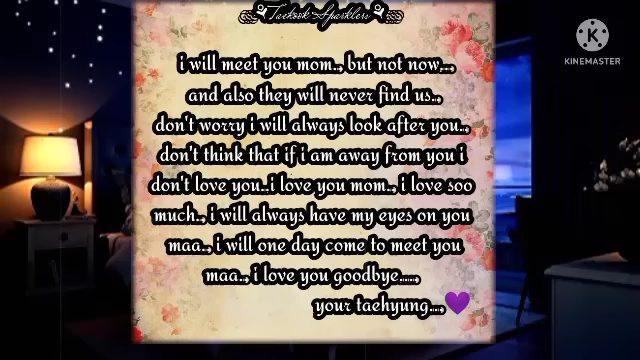 Taekook Sparklers
KINEMASTER
i will meet you mom.., but not now,..,
and also they will never find us..,
don't worry i will always look after you..,
don't think that if i am away from you i
don't love you..i love you mom.., i love soo
much.., i will always have my eyes on you
maa.., i will one day come to meet you
maa.., i love you goodbye....,
your taehyung...,💜